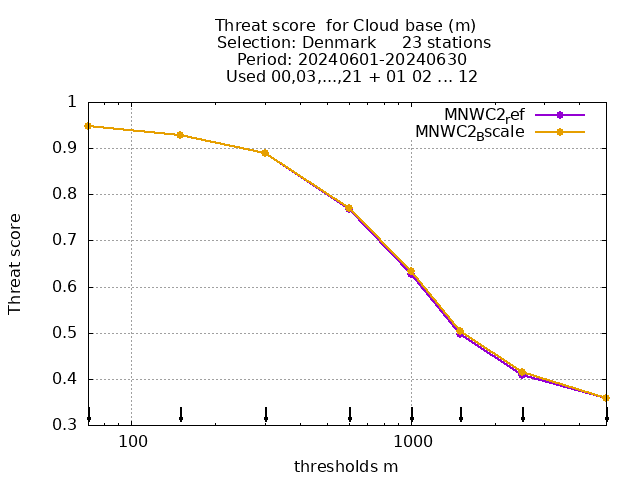 Threat score  for Cloud base (m)
Selection: Denmark     23 stations
Period: 20240601-20240630
Used 00,03,...,21 + 01 02 ... 12
MNWC2ref
MNWC2Bscale
1
0.9
0.8
0.7
0.6
0.5
0.4
0.3
Threat score
100
1000
thresholds m